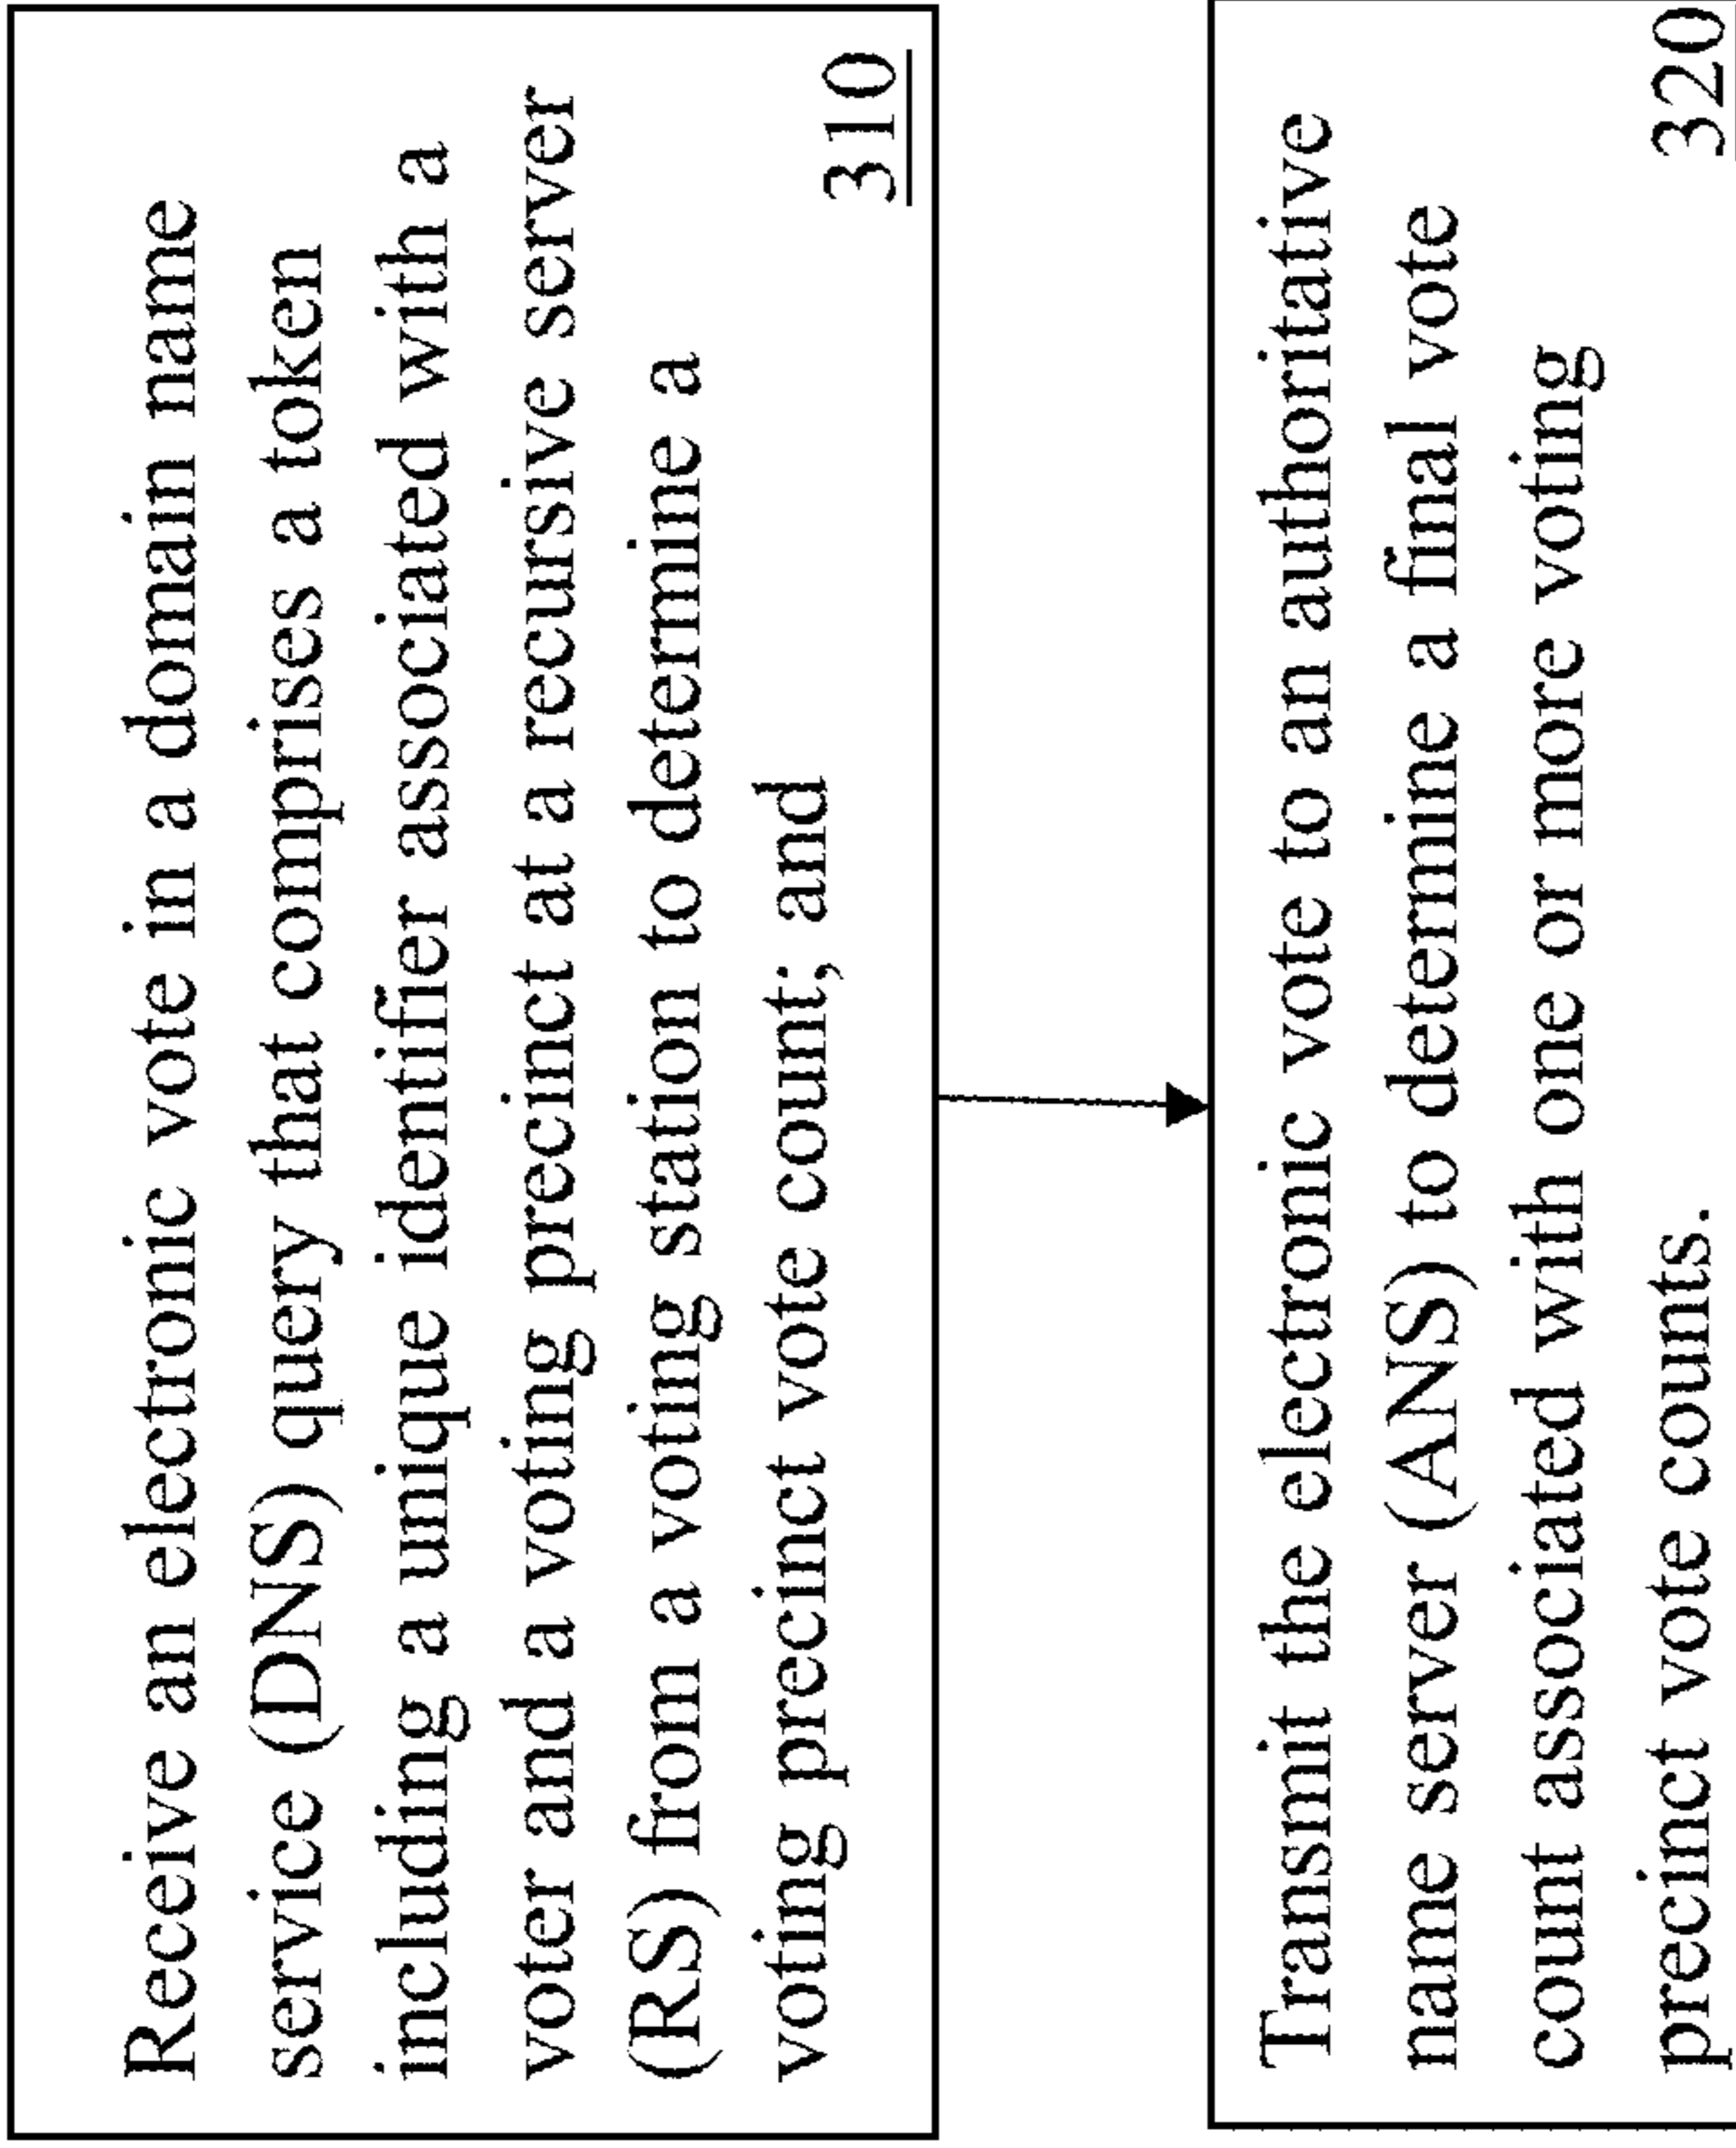 Receive an electronic vote in a domain name
service (DNS) query that comprises a token
including a unique identifier associated with a
voter and a voting precinct at a recursive server
(RS) from a voting station to determine a
voting precinct vote count; and
310
Transmit the electronic vote to an authoritative
name server (ANS) to determine a final vote
count associated with one or more voting
precinct vote counts.
320